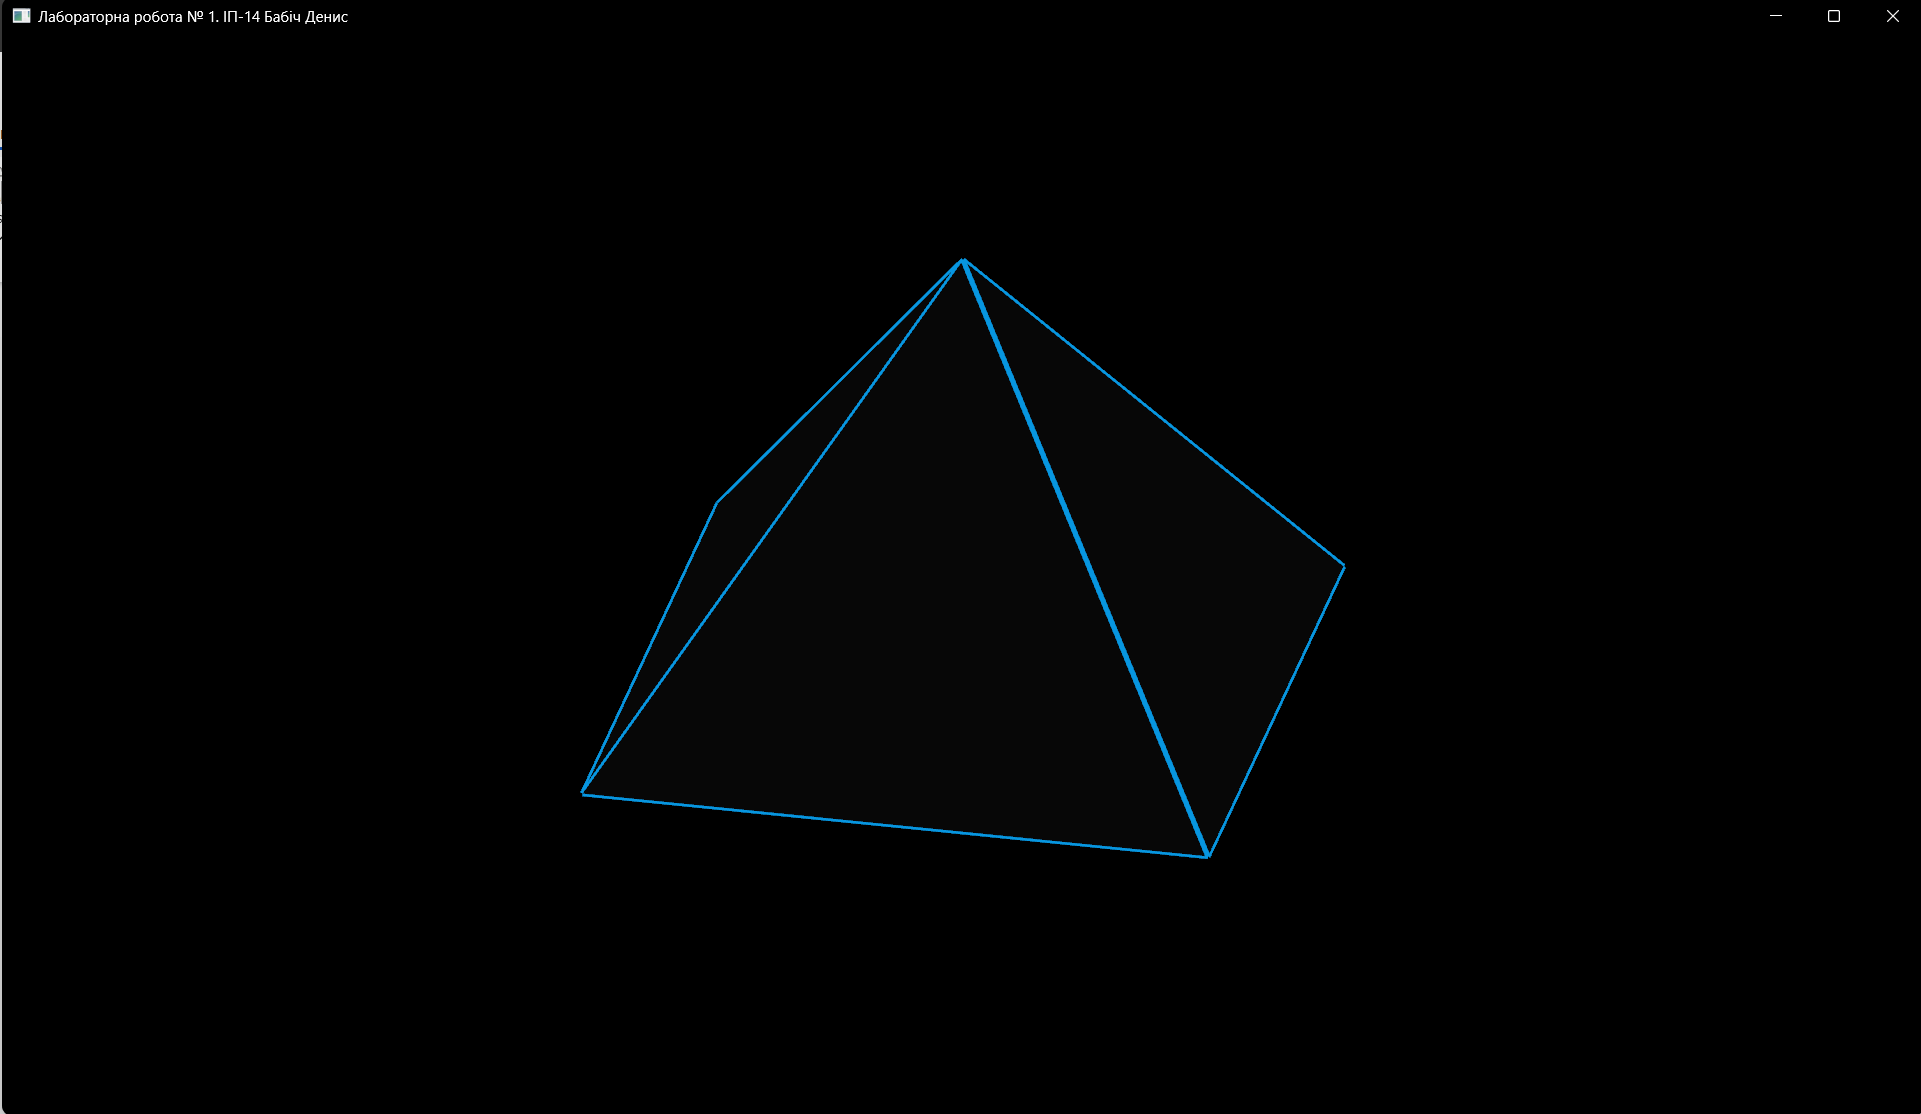 Лабораторна робота № 1. ІП-14 Бабіч Денис